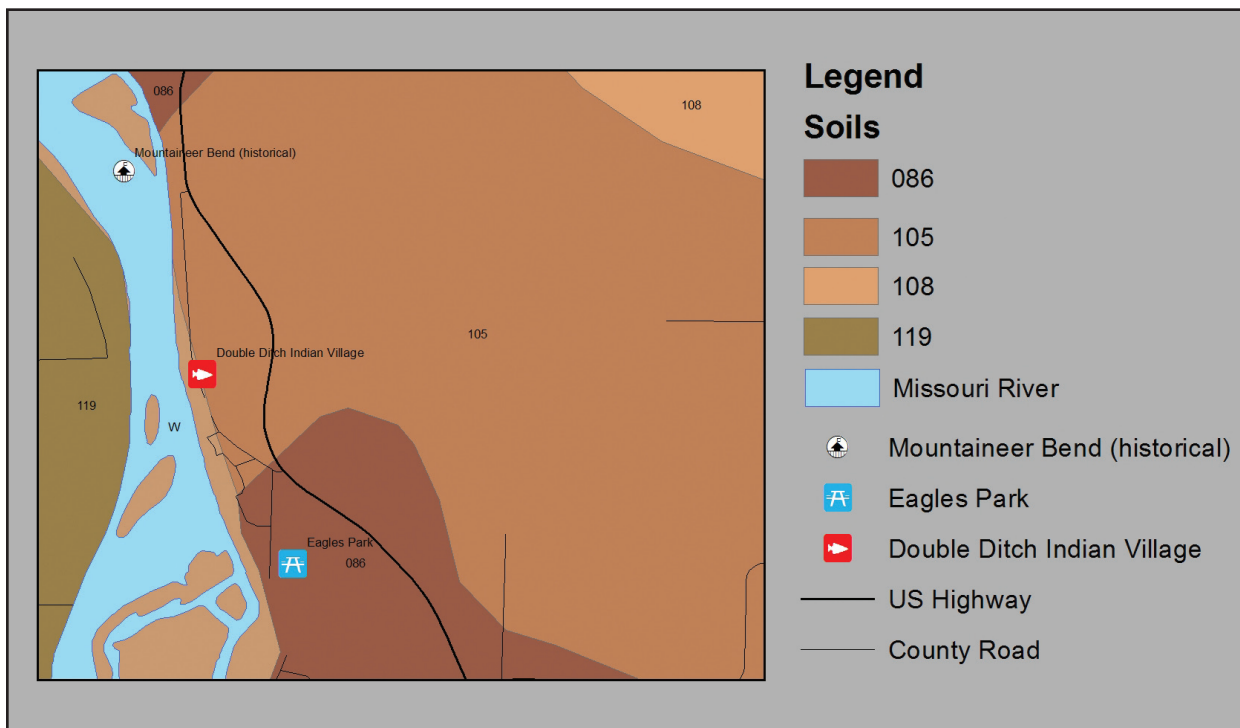 086
108
Mountaineer Bend (historical)
105
Double Ditch Indian Village
119
W
Eagles Park
086
Legend
Soils
086
105
108
119
Missouri River
Mountaineer Bend (historical)
Eagles Park
Double Ditch Indian Village
US Highway
County Road